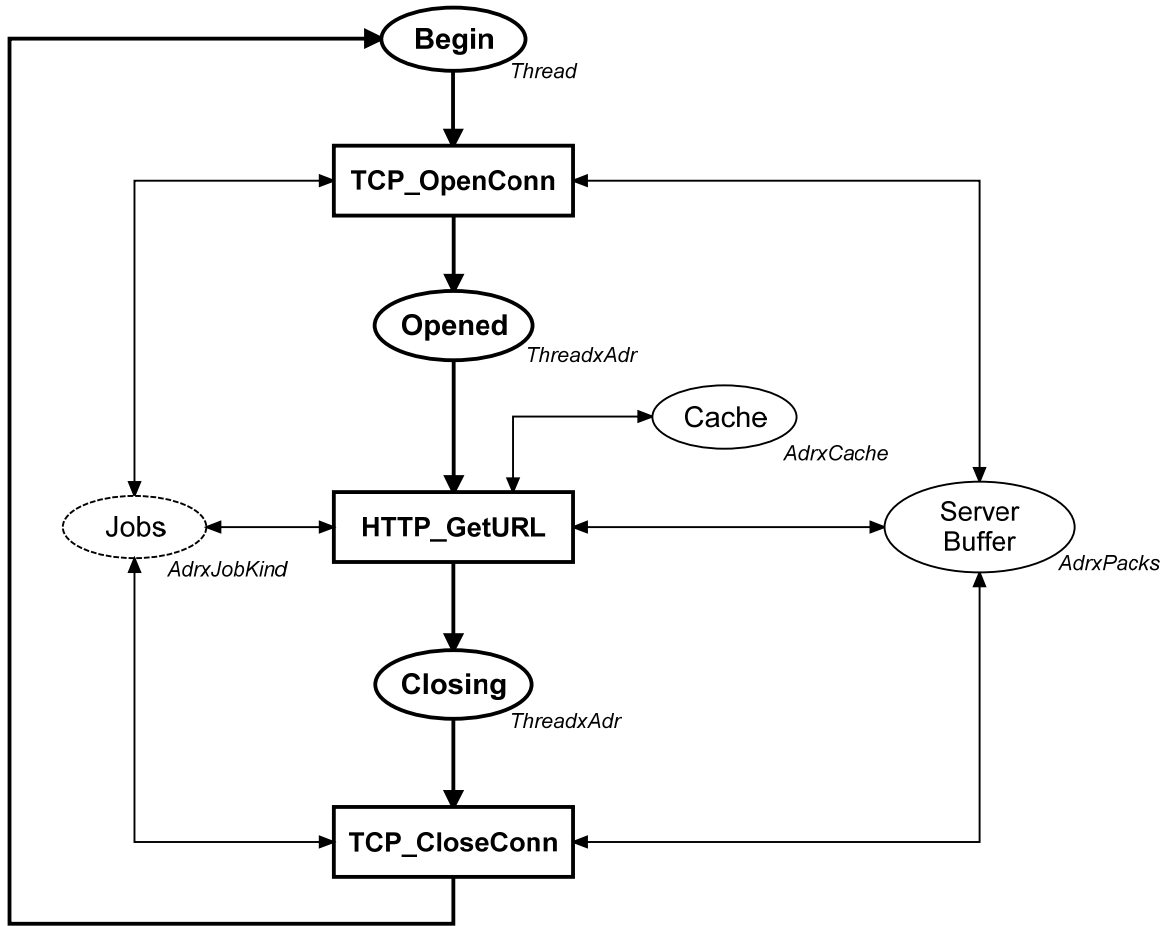 Begin
Thread
TCP_OpenConn
Opened
ThreadxAdr
Cache
AdrxCache
Jobs
AdrxJobKind
HTTP_GetURL
Server
Buffer
AdrxPacks
Closing
ThreadxAdr
TCP_CloseConn